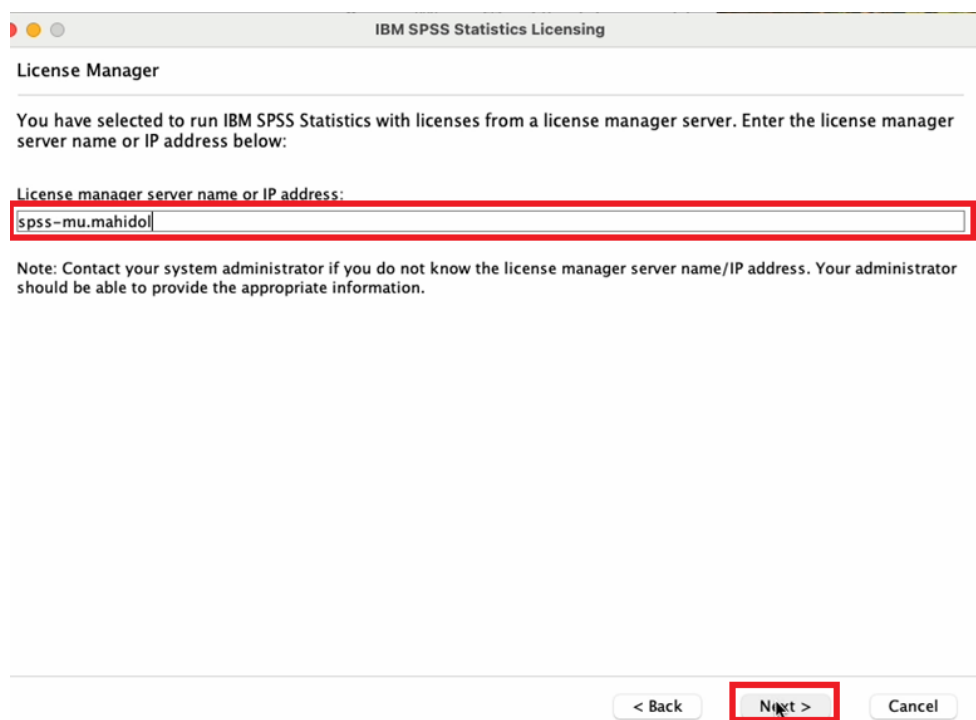 IBM SPSS Statistics Licensing
License Manager
You have selected to run IBM SPSS Statistics with licenses from a license manager server. Enter the license manager
server name or IP address below:
License manager server name or IP address:
spss-mu.mahidol
Note: Contact your system administrator if you do not know the license manager server name/IP address. Your administrator
should be able to provide the appropriate information.
< Back Next > Cancel